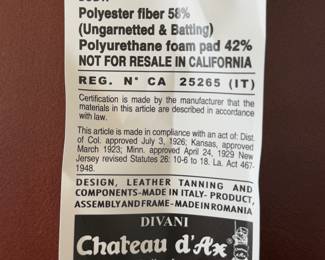 Polyester fiber 58%
(Ungarnetted & Batting)
Polyurethane foam pad 42%
NOT FOR RESALE IN CALIFORNIA
REG. N° CA 25265 (IT)
Certification is made by the manufacturer that the
materials in this article are described in accordance
with law.
This article is made in compliance with an act of: Dist.
of Col. approved July 3, 1926; Kansas, approved
March 1923; Minn. approved April 24, 1929 New
Jersey revised Statutes 26: 10-6 to 18. La. Act 467-
1948.
DESIGN, LEATHER TANNING AND
COMPONENTS-MADE IN ITALY- PRODUCT,
ASSEMBLY AND FRAME-MADE IN ROMANIA
DIVANI
Chateau d'Ax